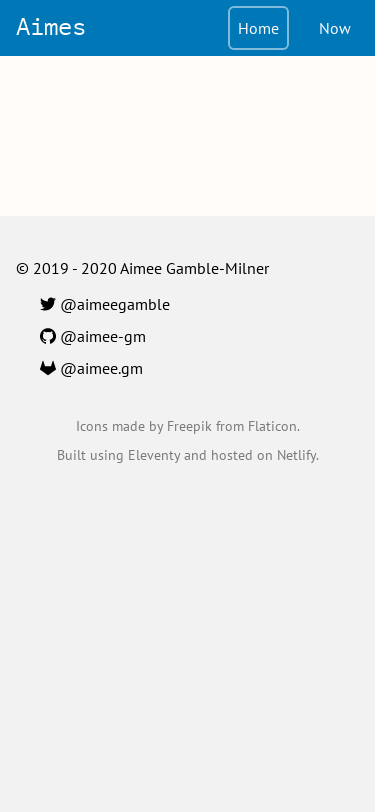 Aimes
Home
Now
© 2019 - 2020 Aimee Gamble-Milner
@aimeegamble
@aimee-gm
@aimee.gm
Icons made by Freepik from Flaticon.
Built using Eleventy and hosted on Netlify.